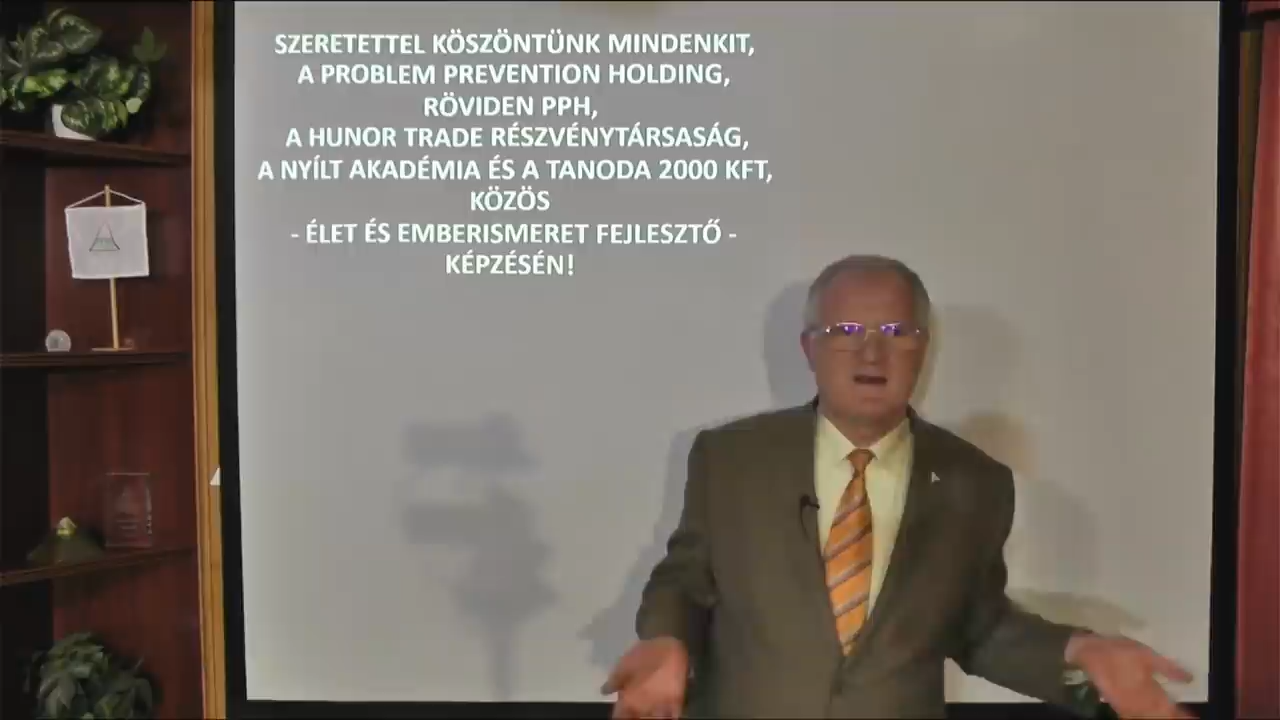 SZERETETTEL KÖSZÖNTÜNK MINDENKIT,
A PROBLEM PREVENTION HOLDING,
RÖVIDEN PPH,
A HUNOR TRADE RÉSZVÉNYTÁRSASÁG,
A NYÍLT AKADÉMIA ÉS A TANODA 2000 KFT,
KÖZÖS
- ÉLET ÉS EMBERISMERET FEJLESZTŐ -
KÉPZÉSÉN!